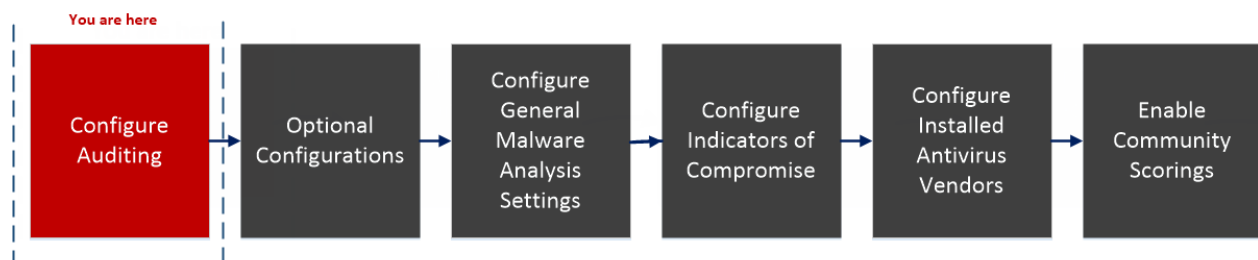 You are here
Configure
Auditing
Optional
Configurations
Configure
General
Malware
Analysis
Settings
Configure
Indicators of
Compromise
Configure
Installed
Antivirus
Vendors
Enable
Community
Scorings